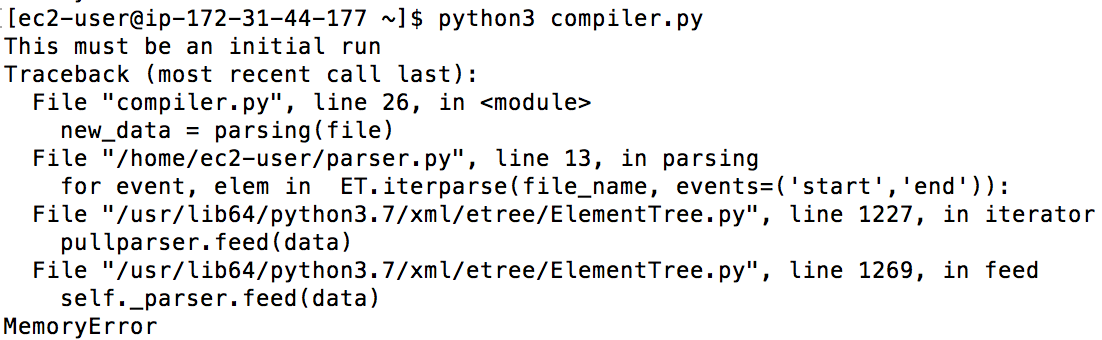 [ec2-user@ip-172-31-44-177 ~]$ python3 compiler.py
This must be an initial run
Traceback (most recent call last):
  File "compiler.py", line 26, in <module>
    new_data = parsing(file)
  File "/home/ec2-user/parser.py", line 13, in parsing
    for event, elem in  ET.iterparse(file_name, events=('start','end')):
  File "/usr/lib64/python3.7/xml/etree/ElementTree.py", line 1227, in iterator
    pullparser.feed(data)
  File "/usr/lib64/python3.7/xml/etree/ElementTree.py", line 1269, in feed
    self._parser.feed(data)
MemoryError